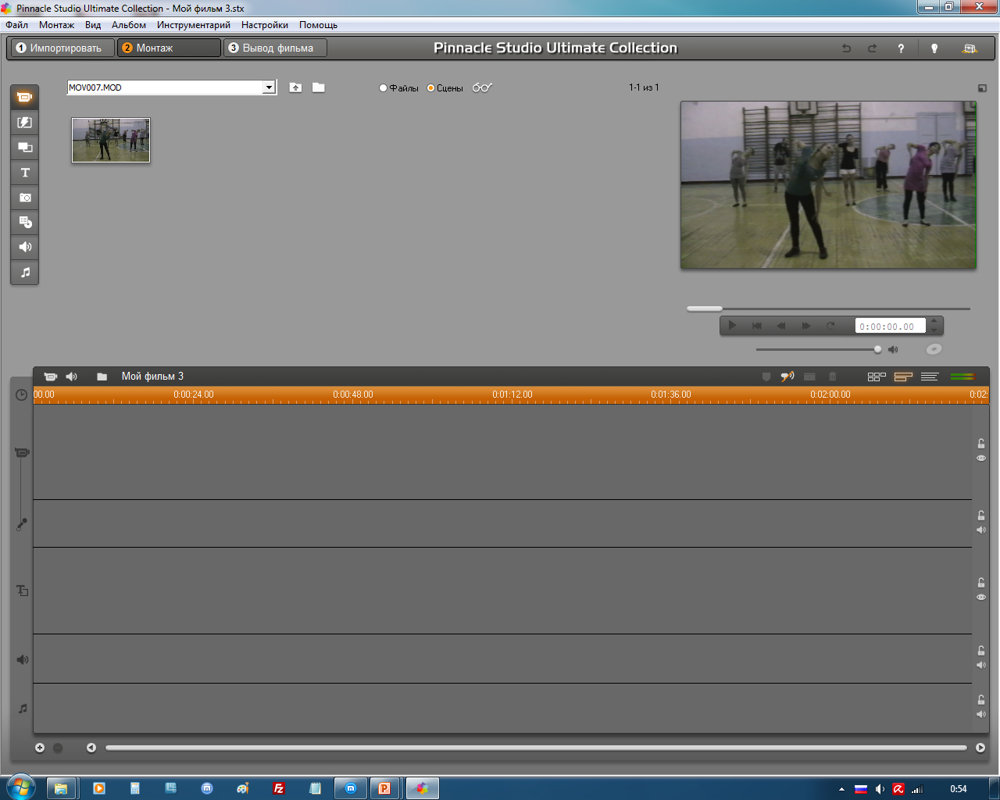 Pinnacle Studio Ultimate Collection - Мой фильм 3.stx
Файл Монтаж Вид Альбом Инструментарий Настройки Помощь
1 Импортировать 2 Монтаж 3 Вывод фильма Pinnacle Studio Ultimate Collection ?
MOV007.MOD Файлы Сцены 1-1 из 1
T
0:00:00.00
Мой фильм 3
00.00 0:00:24.00 0:00:48.00 0:01:12.00 0:01:36.00 0:02:00.00 0:02:
T
Fz m P 0:54